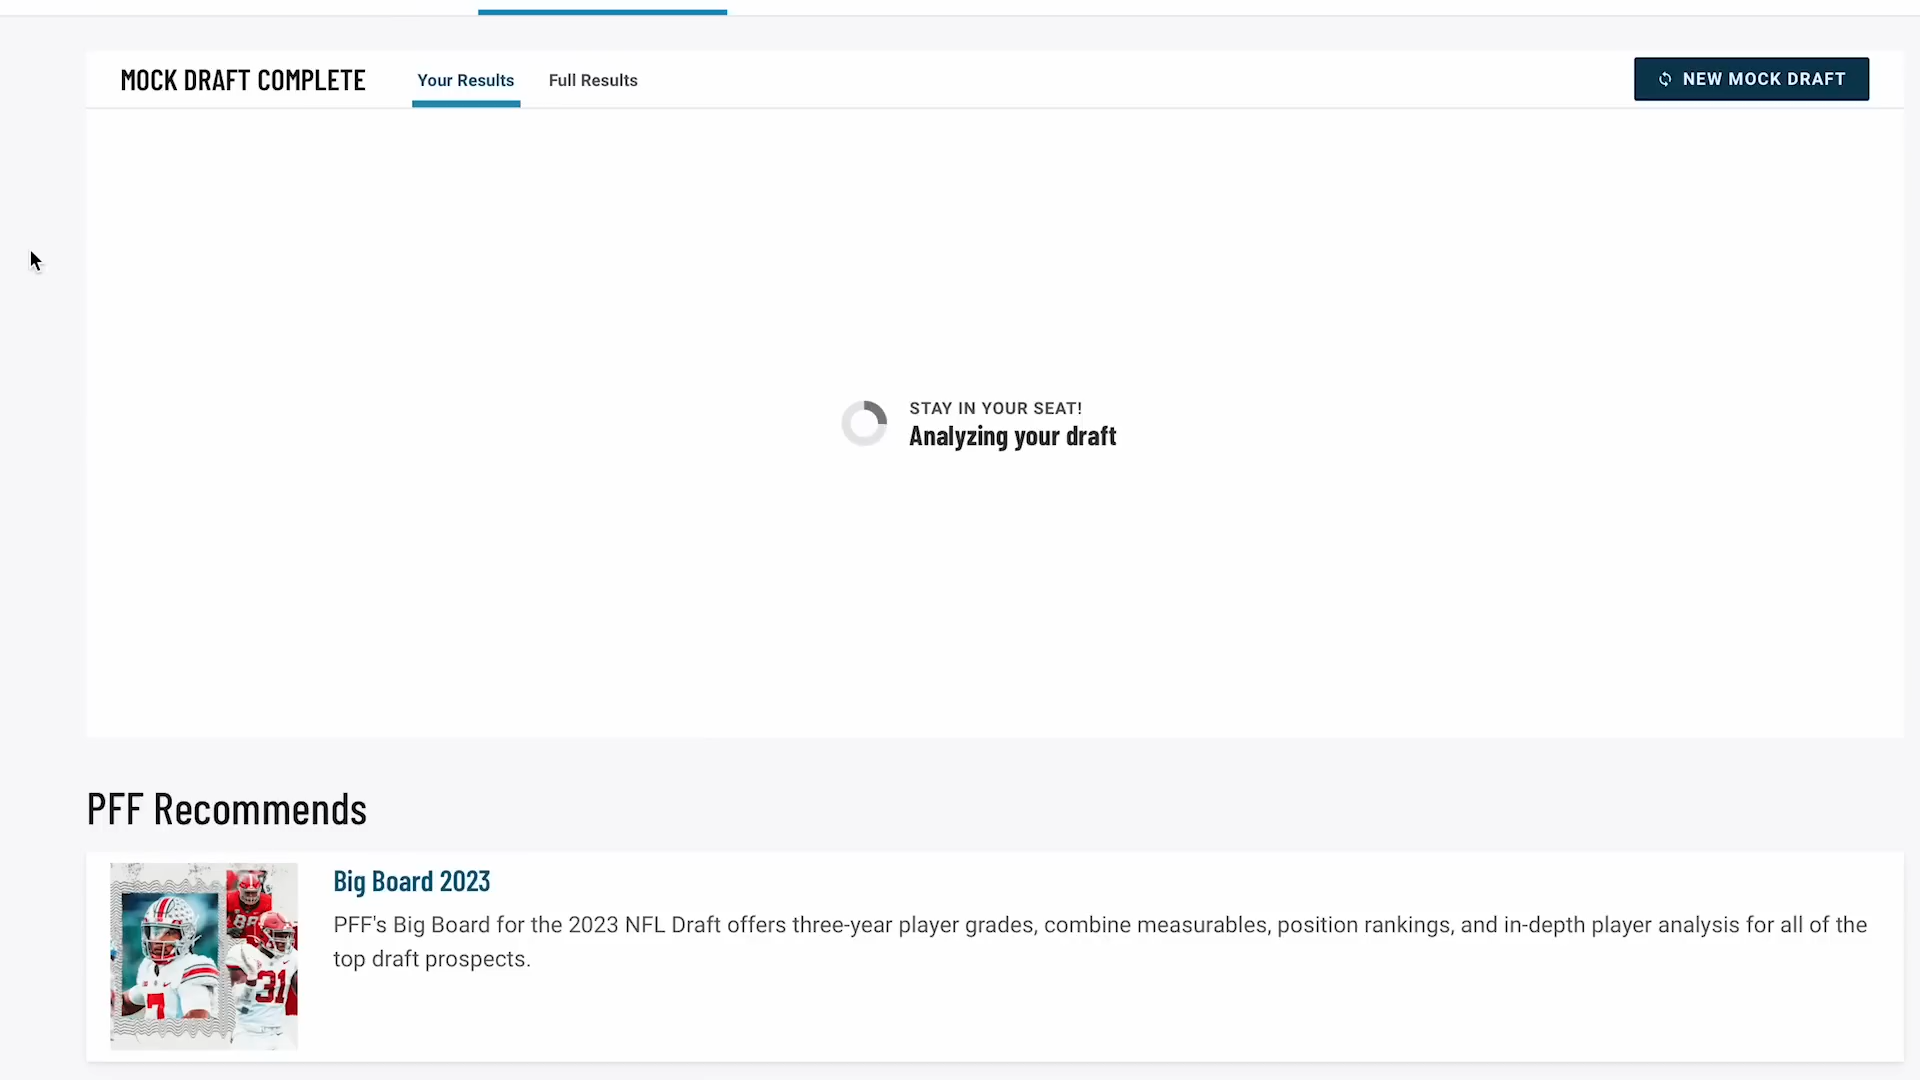 MOCK DRAFT COMPLETE
Your Results
Full Results
NEW MOCK DRAFT
STAY IN YOUR SEAT!
Analyzing your draft
PFF Recommends
Big Board 2023
PFF's Big Board for the 2023 NFL Draft offers three-year player grades, combine measurables, position rankings, and in-depth player analysis for all of the
top draft prospects.
7
31